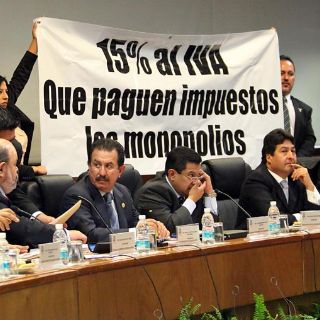 15% al IVA
Que paguen impuestos
los monopolios